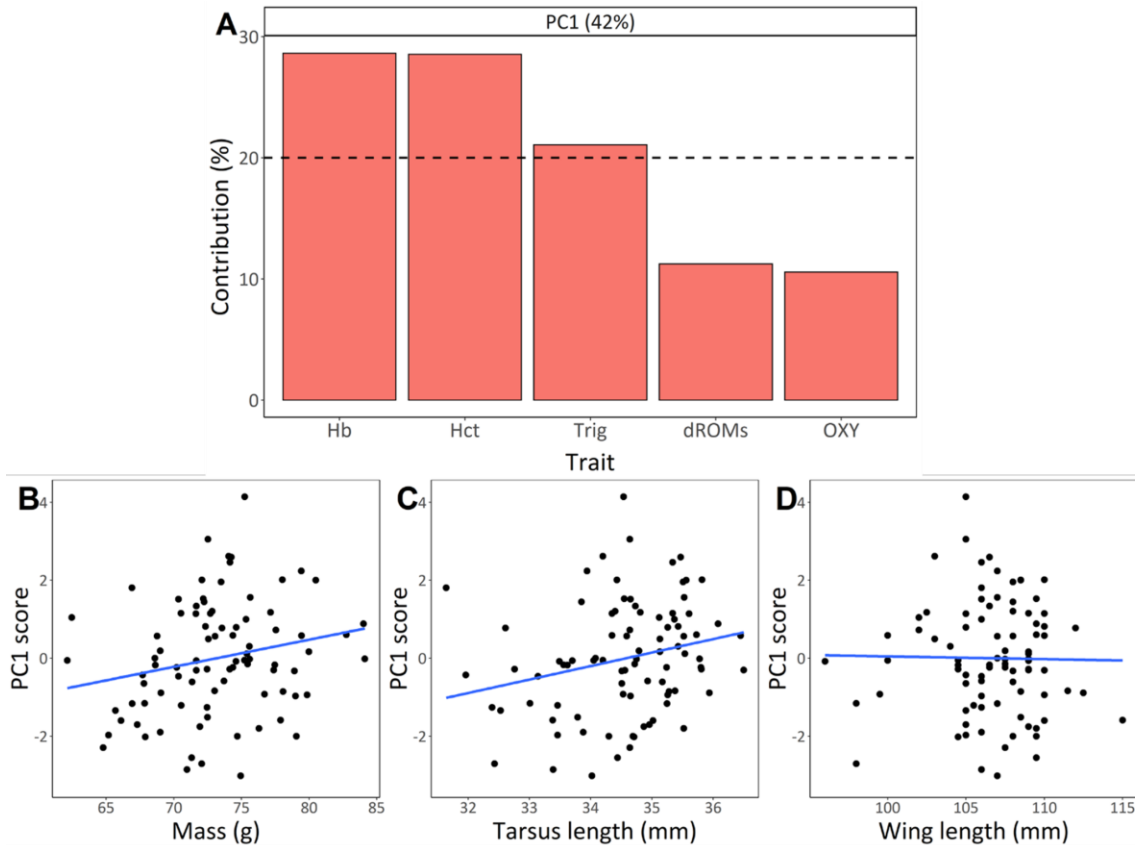 A
PC1 (42%)
30
20
10
0
Contribution (%)
Hb Hct Trig dROMs OXY
Trait
B
4
2
0
-2
PC1 score
65 70 75 80 85
Mass (g)
C
4
2
0
-2
PC1 score
32 33 34 35 36
Tarsus length (mm)
D
4
2
0
-2
PC1 score
100 105 110 115
Wing length (mm)